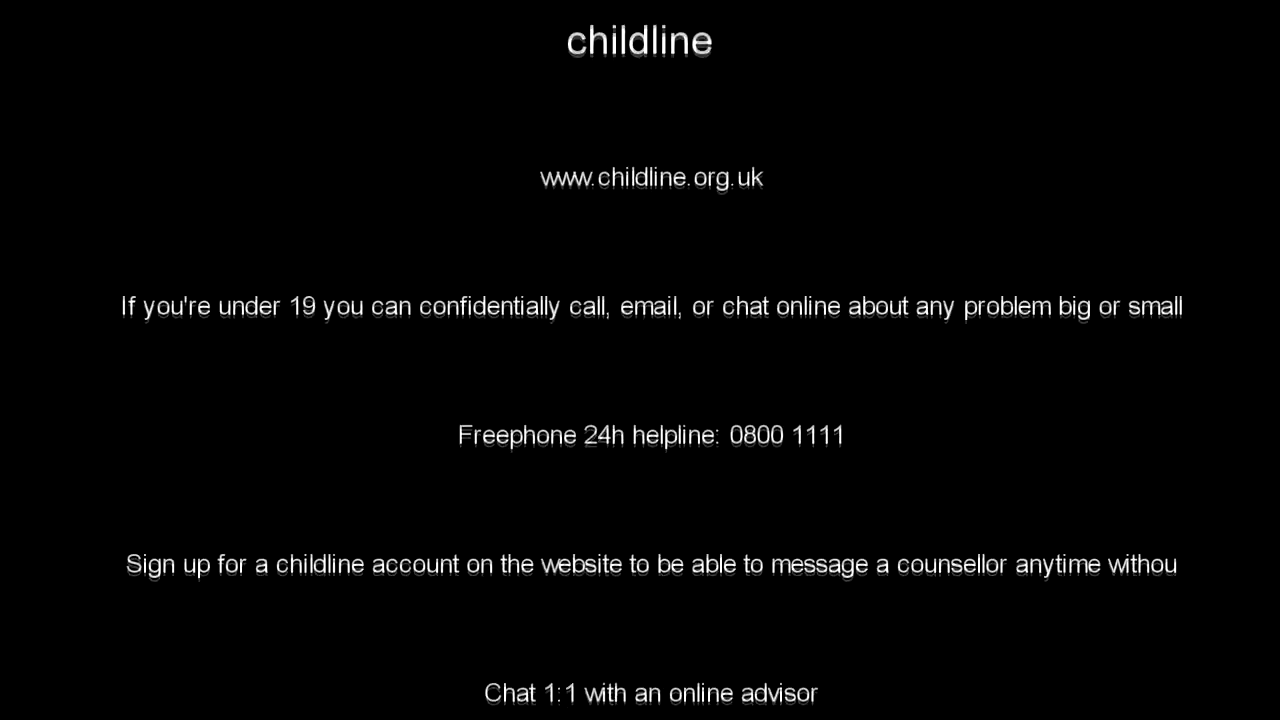 childline
www.childline.org.uk
If you're under 19 you can confidentially call, email, or chat online about any problem big or small
Freephone 24h helpline: 0800 1111
Sign up for a childline account on the website to be able to message a counsellor anytime withou
Chat 1:1 with an online advisor